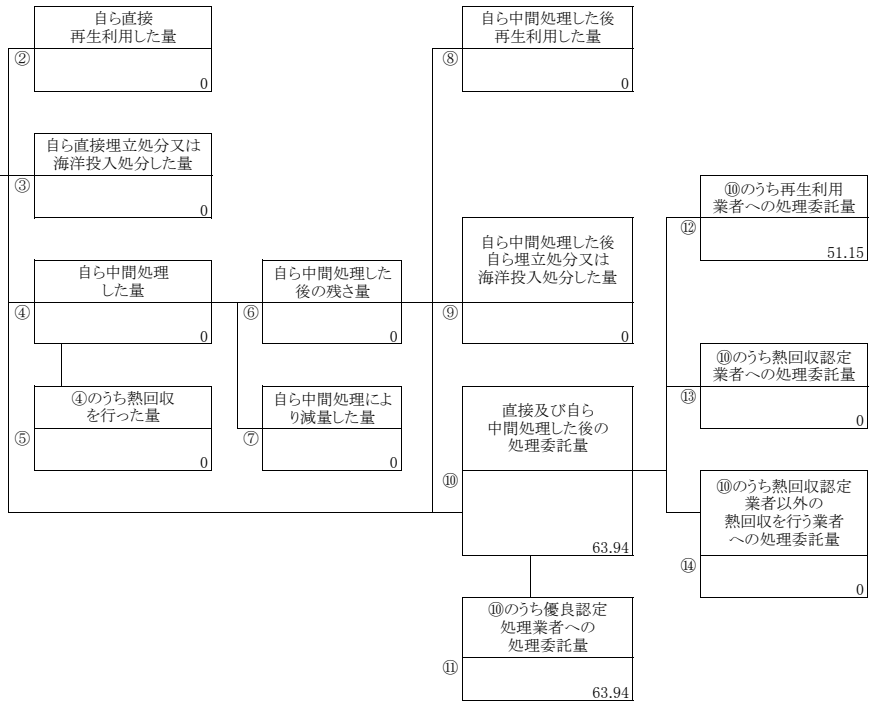 自ら直接
再生利用した量
②
0
自ら直接埋立処分又は
海洋投入処分した量
③
0
自ら中間処理
した量
④
0
④のうち熱回収
を行った量
⑤
0
自ら中間処理した
後の残さ量
⑥
0
自ら中間処理によ
り減量した量
⑦
0
自ら中間処理した後
再生利用した量
⑧
0
自ら中間処理した後
自ら埋立処分又は
海洋投入処分した量
⑨
0
直接及び自ら
中間処理した後の
処理委託量
⑩
63.94
⑩のうち優良認定
処理業者への
処理委託量
⑪
63.94
⑩のうち再生利用
業者への処理委託量
⑫
51.15
⑩のうち熱回収認定
業者への処理委託量
⑬
0
⑩のうち熱回収認定
業者以外の
熱回収を行う業者
への処理委託量
⑭
0